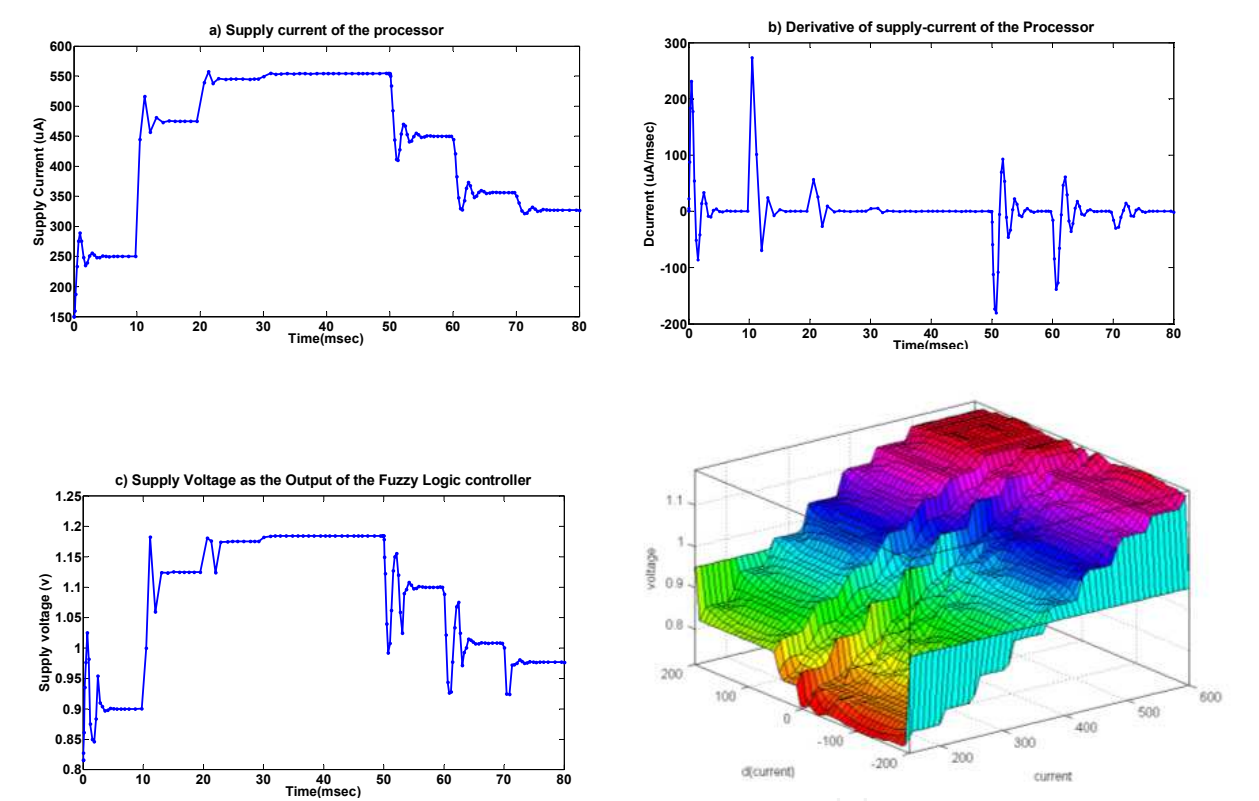 a) Supply current of the processor
600
550
500
450
400
350
300
250
200
150
Supply Current (uA)
0 10 20 30 40 50 60 70 80
Time(msec)
b) Derivative of supply-current of the Processor
300
200
100
0
-100
-200
Dcurrent (uA/msec)
0 10 20 30 40 50 60 70 80
Time(msec)
c) Supply Voltage as the Output of the Fuzzy Logic controller
1.25
1.2
1.15
1.1
1.05
1
0.95
0.9
0.85
0.8
Supply voltage (v)
0 10 20 30 40 50 60 70 80
Time(msec)
1.1
1
0.9
0.8
voltage
200
100
0
-100
-200
d(current)
200
300
400
500
600
current